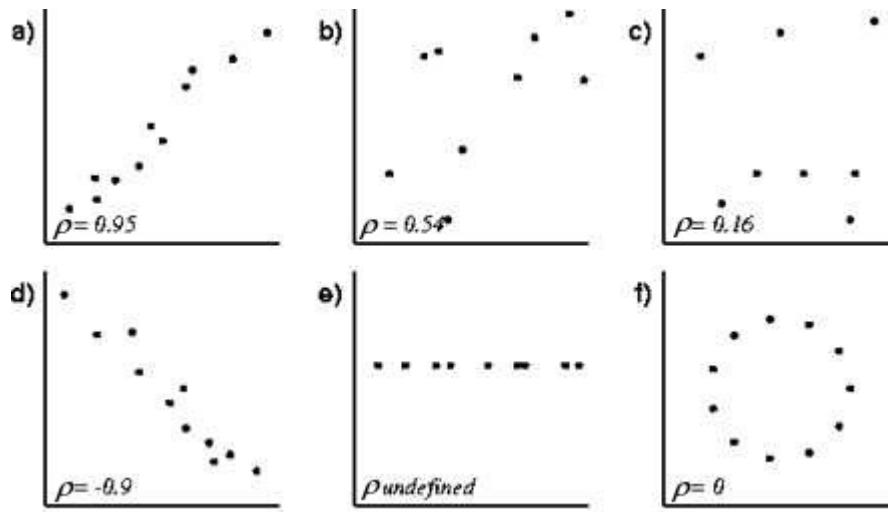 a)
ρ = 0.95
b)
ρ = 0.54
c)
ρ = 0.16
d)
ρ = -0.9
e)
ρ undefined
f)
ρ = 0